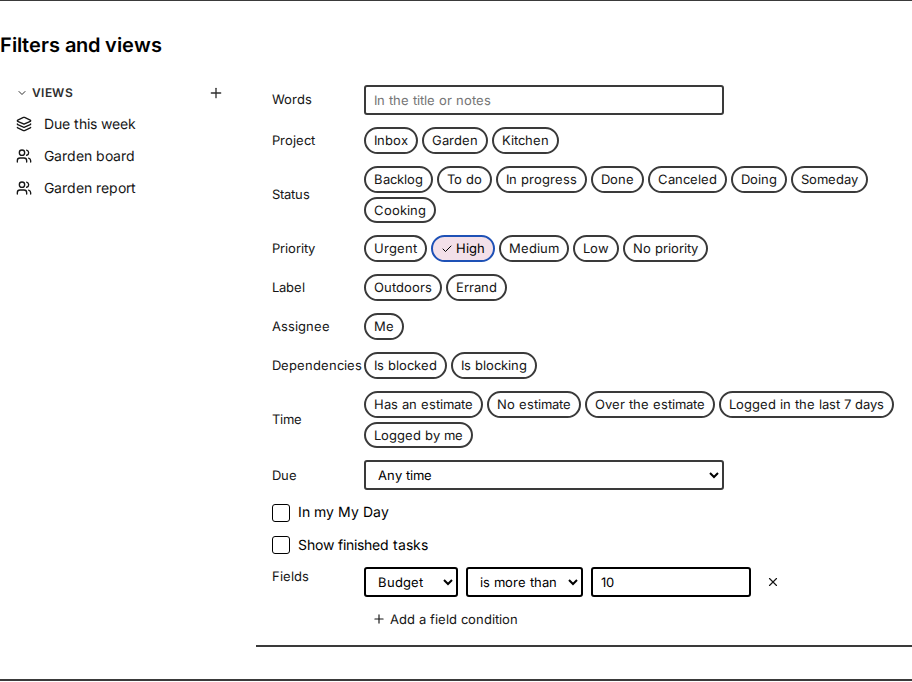 Filters and views
VIEWS
Due this week
Garden board
Garden report
Words In the title or notes
Project Inbox Garden Kitchen
Status Backlog To do In progress Done Canceled Doing Someday
Cooking
Priority Urgent High Medium Low No priority
Label Outdoors Errand
Assignee Me
Dependencies Is blocked Is blocking
Time Has an estimate No estimate Over the estimate Logged in the last 7 days
Logged by me
Due Any time
In my My Day
Show finished tasks
Fields Budget is more than 10
+ Add a field condition